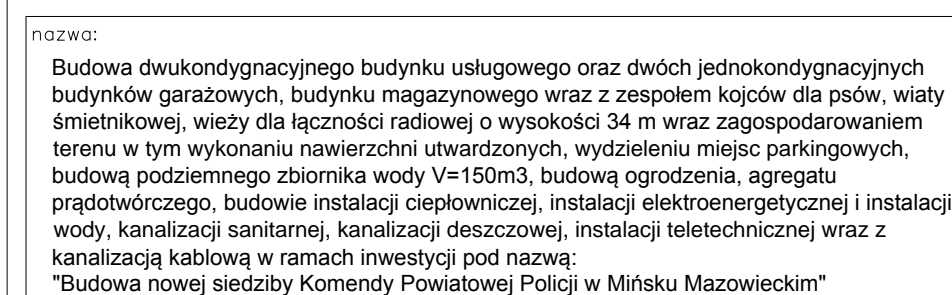 nazwa:
Budowa dwukondygnacyjnego budynku usługowego oraz dwóch jednokondygnacyjnych
budynków garażowych, budynku magazynowego wraz z zespołem kojców dla psów, wiaty
śmietnikowej, wieży dla łączności radiowej o wysokości 34 m wraz zagospodarowaniem
terenu w tym wykonaniu nawierzchni utwardzonych, wydzieleniu miejsc parkingowych,
budową podziemnego zbiornika wody V=150m3, budową ogrodzenia, agregatu
prądotwórczego, budowie instalacji ciepłowniczej, instalacji elektroenergetycznej i instalacji
wody, kanalizacji sanitarnej, kanalizacji deszczowej, instalacji teletechnicznej wraz z
kanalizacją kablową w ramach inwestycji pod nazwą:
"Budowa nowej siedziby Komendy Powiatowej Policji w Mińsku Mazowieckim"